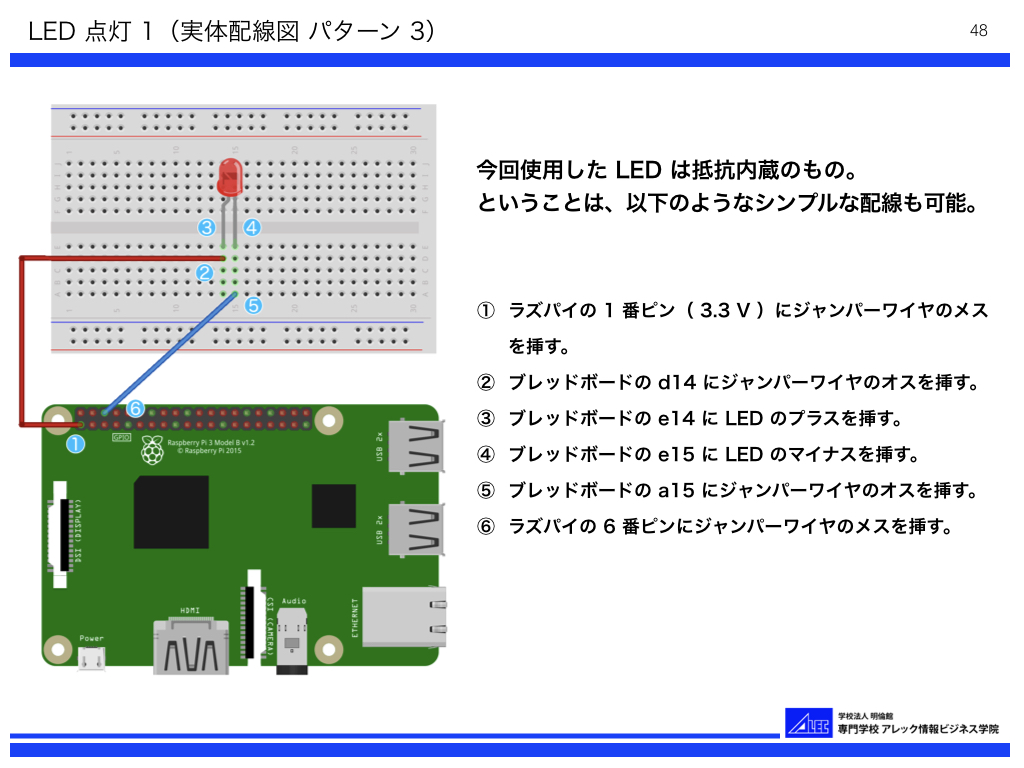 LED 点灯 1（実体配線図 パターン 3）
48
今回使用した LED は抵抗内蔵のもの。
ということは、以下のようなシンプルな配線も可能。
① ラズパイの 1 番ピン（ 3.3 V ）にジャンパーワイヤのメス
を挿す。
② ブレッドボードの d14 にジャンパーワイヤのオスを挿す。
③ ブレッドボードの e14 に LED のプラスを挿す。
④ ブレッドボードの e15 に LED のマイナスを挿す。
⑤ ブレッドボードの a15 にジャンパーワイヤのオスを挿す。
⑥ ラズパイの 6 番ピンにジャンパーワイヤのメスを挿す。
③ ④
②
⑤
⑥
①
GPIO
Raspberry Pi 3 Model B v1.2
© Raspberry Pi 2015
USB 2x
USB 2x
DSI (DISPLAY)
ETHERNET
CSI (CAMERA)
Audio
HDMI
Power
ALEC
学校法人 明倫館
専門学校 アレック情報ビジネス学院